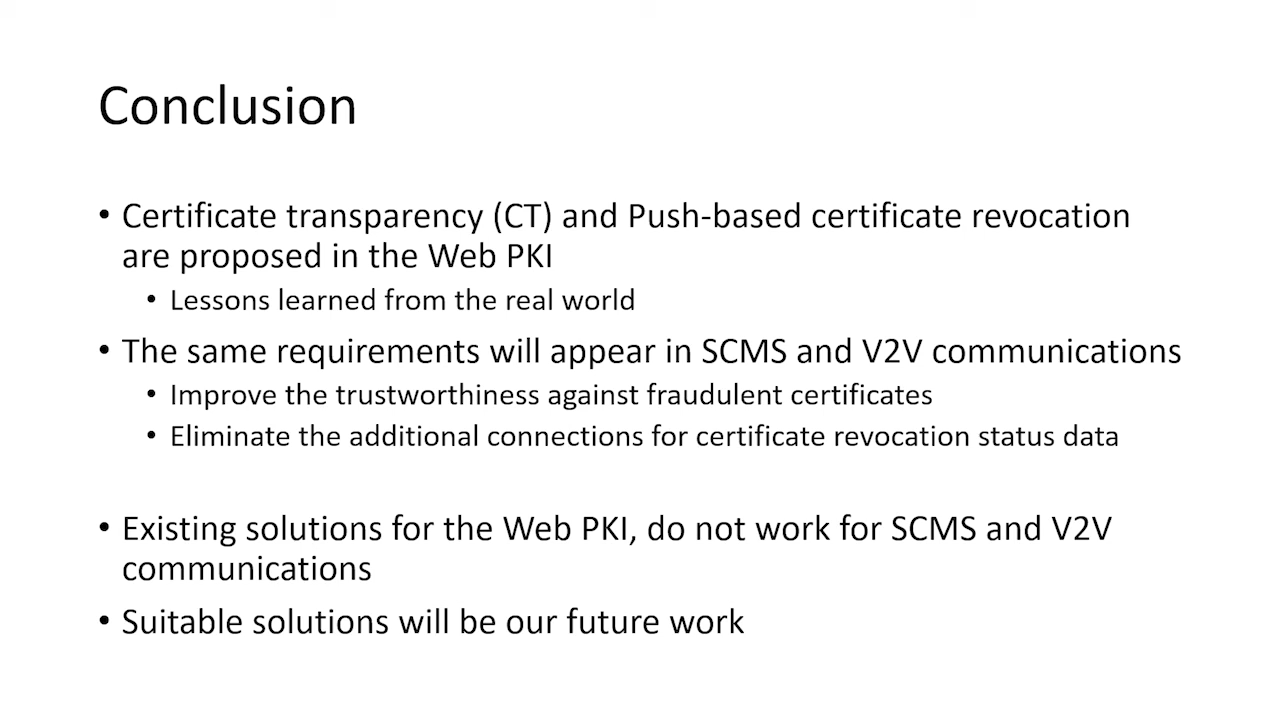 Conclusion
• Certificate transparency (CT) and Push-based certificate revocation
are proposed in the Web PKI
• Lessons learned from the real world
• The same requirements will appear in SCMS and V2V communications
• Improve the trustworthiness against fraudulent certificates
• Eliminate the additional connections for certificate revocation status data
• Existing solutions for the Web PKI, do not work for SCMS and V2V
communications
• Suitable solutions will be our future work